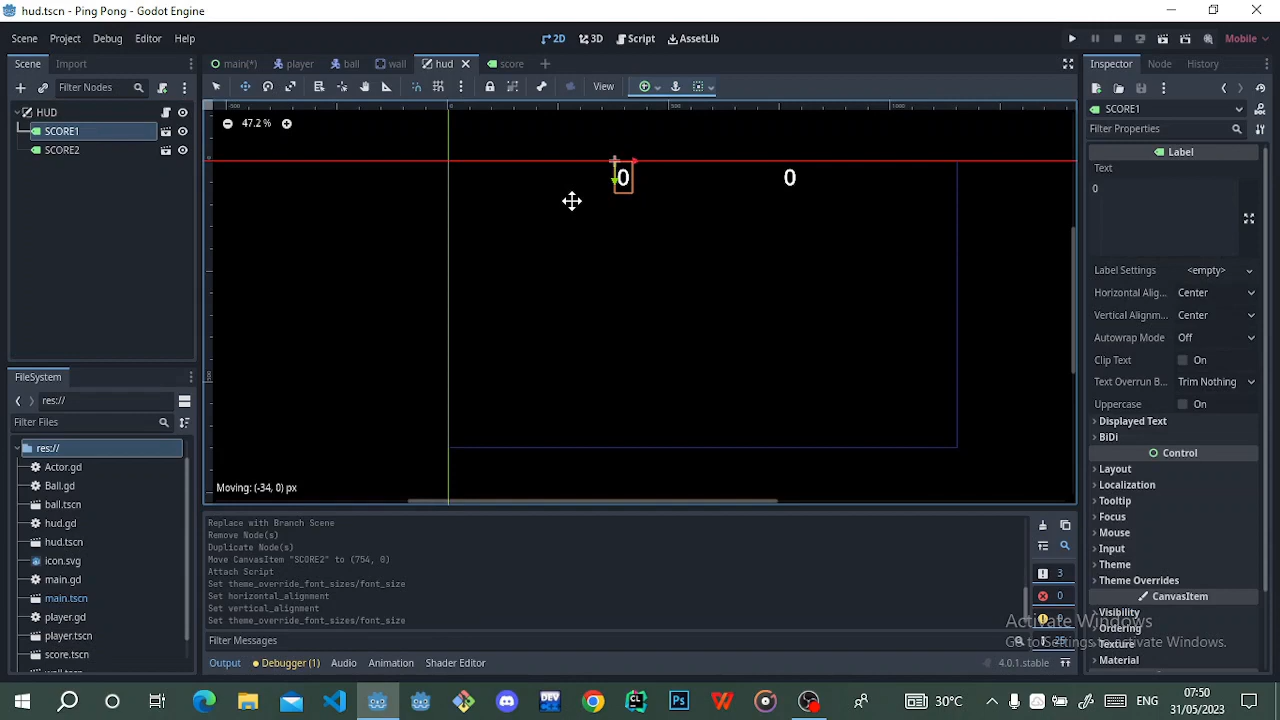 hud.tscn - Ping Pong - Godot Engine
Scene Project Debug Editor Help
2D 3D Script AssetLib
Mobile
Scene Import
main(*) player ball wall hud score
Inspector Node History
Filter Nodes
View
HUD
SCORE1
SCORE2
-500 0 500 1000
47.2 %
0 0
Moving: (-34, 0) px
SCORE1
Filter Properties
Label
Text
0
Label Settings <empty>
Horizontal Alig... Center
Vertical Alignm... Center
Autowrap Mode Off
Clip Text On
Text Overrun B... Trim Nothing
Uppercase On
Displayed Text
BiDi
Control
Layout
Localization
Tooltip
Focus
Mouse
Input
Theme
Theme Overrides
CanvasItem
Visibility
Ordering
Texture
Material
FileSystem
res://
Filter Files
res://
Actor.gd
Ball.gd
ball.tscn
hud.gd
hud.tscn
icon.svg
main.gd
main.tscn
player.gd
player.tscn
score.tscn
Replace with Branch Scene
Remove Node(s)
Duplicate Node(s)
Move CanvasItem "SCORE2" to (754, 0)
Attach Script
Set theme_override_font_sizes/font_size
Set horizontal_alignment
Set vertical_alignment
Set theme_override_font_sizes/font_size
3
0
25
Filter Messages
Output Debugger (1) Audio Animation Shader Editor
4.0.1.stable
Activate Windows
Go to Settings to activate Windows.
30°C
ENG
07:50
31/05/2023